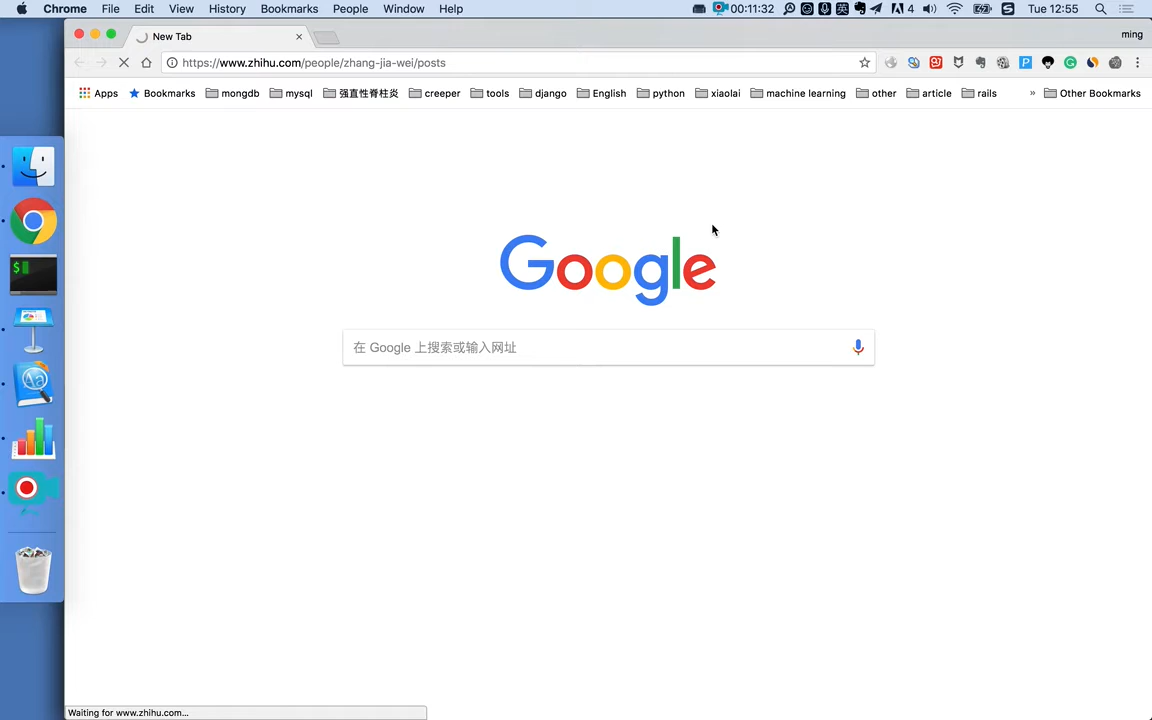 Chrome File Edit View History Bookmarks People Window Help 00:11:32 英 4 Tue 12:55
New Tab ming
https://www.zhihu.com/people/zhang-jia-wei/posts
Apps Bookmarks mongdb mysql 强直性脊柱炎 creeper tools django English python xiaolai machine learning other article rails » Other Bookmarks
Google
在 Google 上搜索或输入网址
Waiting for www.zhihu.com...